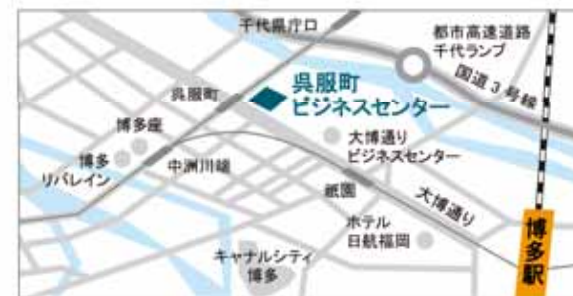 千代県庁口
都市高速道路
千代ランプ
国道3号線
呉服町
呉服町
ビジネスセンター
博多座
大博通り
ビジネスセンター
博多
リバレイン
中洲川端
祇園
大博通り
ホテル
日航福岡
キャナルシティ
博多
博多駅